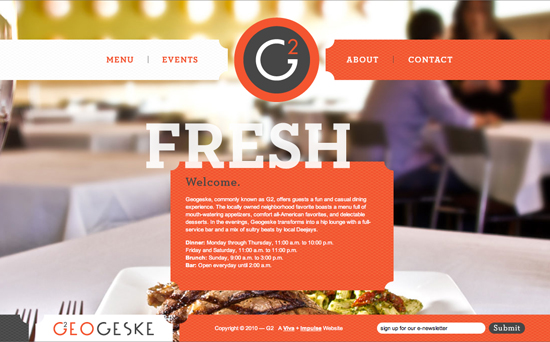 MENU | EVENTS
G2
ABOUT | CONTACT
FRESH
Welcome.
Geogeske, commonly known as G2, offers guests a fun and casual dining
experience. The locally owned neighborhood favorite boasts a menu full of
mouth-watering appetizers, comfort all-American favorites, and delectable
desserts. In the evenings, Geogeske transforms into a hip lounge with a full-
service bar and a mix of sultry beats by local Deejays.
Dinner: Monday through Thursday, 11:00 a.m. to 10:00 p.m.
Friday and Saturday, 11:00 a.m. to 11:00 p.m.
Brunch: Sunday, 9:00 a.m. to 3:00 p.m.
Bar: Open everyday until 2:00 a.m.
G2EOGESKE
Copyright © 2010 — G2 A Viva + Impulse Website
sign up for our e-newsletter
Submit